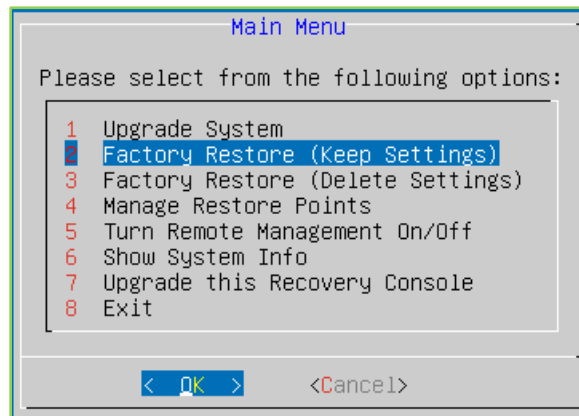 Main Menu
Please select from the following options:
1 Upgrade System
2 Factory Restore (Keep Settings)
3 Factory Restore (Delete Settings)
4 Manage Restore Points
5 Turn Remote Management On/Off
6 Show System Info
7 Upgrade this Recovery Console
8 Exit
< OK > <Cancel>